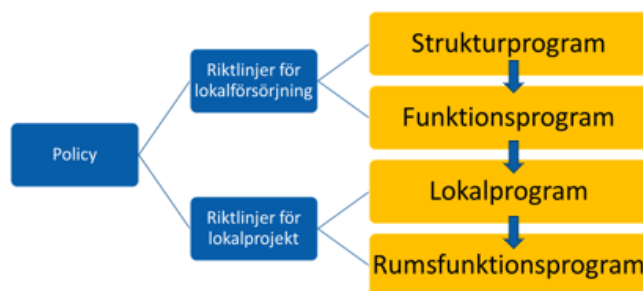 Policy
Riktlinjer för
lokalförsörjning
Riktlinjer för
lokalprojekt
Strukturprogram
Funktionsprogram
Lokalprogram
Rumsfunktionsprogram